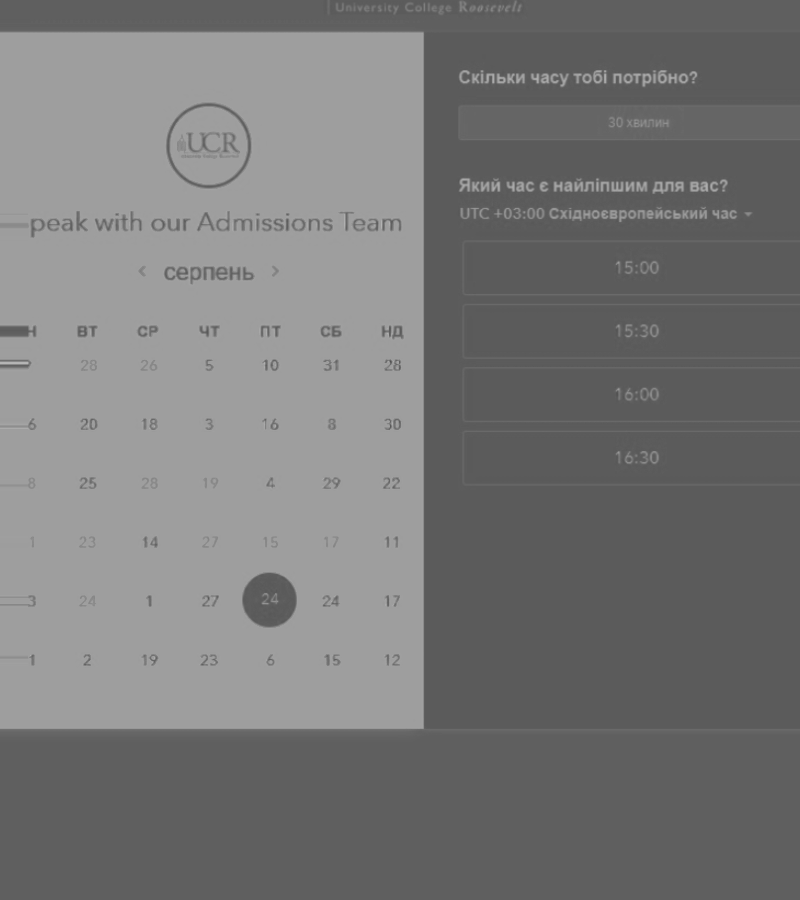 University College Roosevelt
UCR
peak with our Admissions Team
‹ серпень ›
Н ВТ СР ЧТ ПТ СБ НД
28 26 5 10 31 28
6 20 18 3 16 8 30
8 25 28 19 4 29 22
1 23 14 27 15 17 11
3 24 1 27 24 24 17
1 2 19 23 6 15 12
Скільки часу тобі потрібно?
30 хвилин
Який час є найліпшим для вас?
UTC +03:00 Східноєвропейський час
15:00
15:30
16:00
16:30